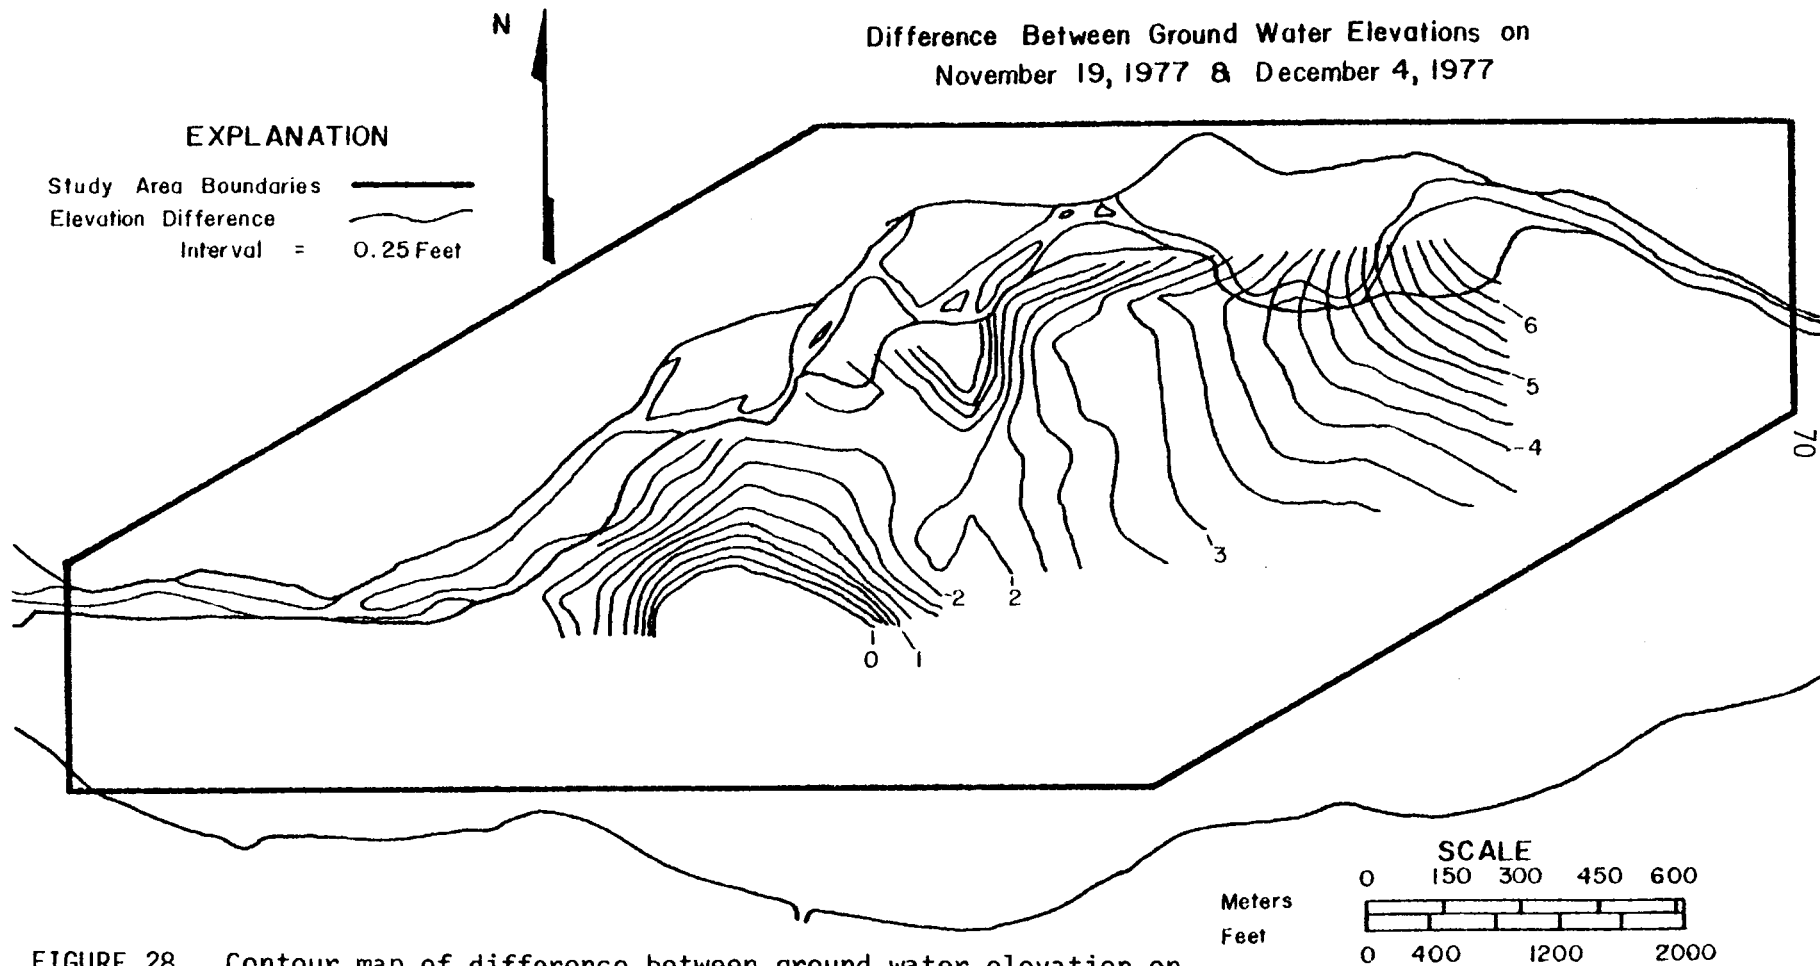 N
Difference Between Ground Water Elevations on
November 19, 1977 & December 4, 1977
EXPLANATION
Study Area Boundaries
Elevation Difference
Interval = 0.25 Feet
6
5
-4
3
-2
2
0
1
70
SCALE
0 150 300 450 600
Meters
Feet
0 400 1200 2000
FIGURE 28. Contour map of difference between ground water elevation on